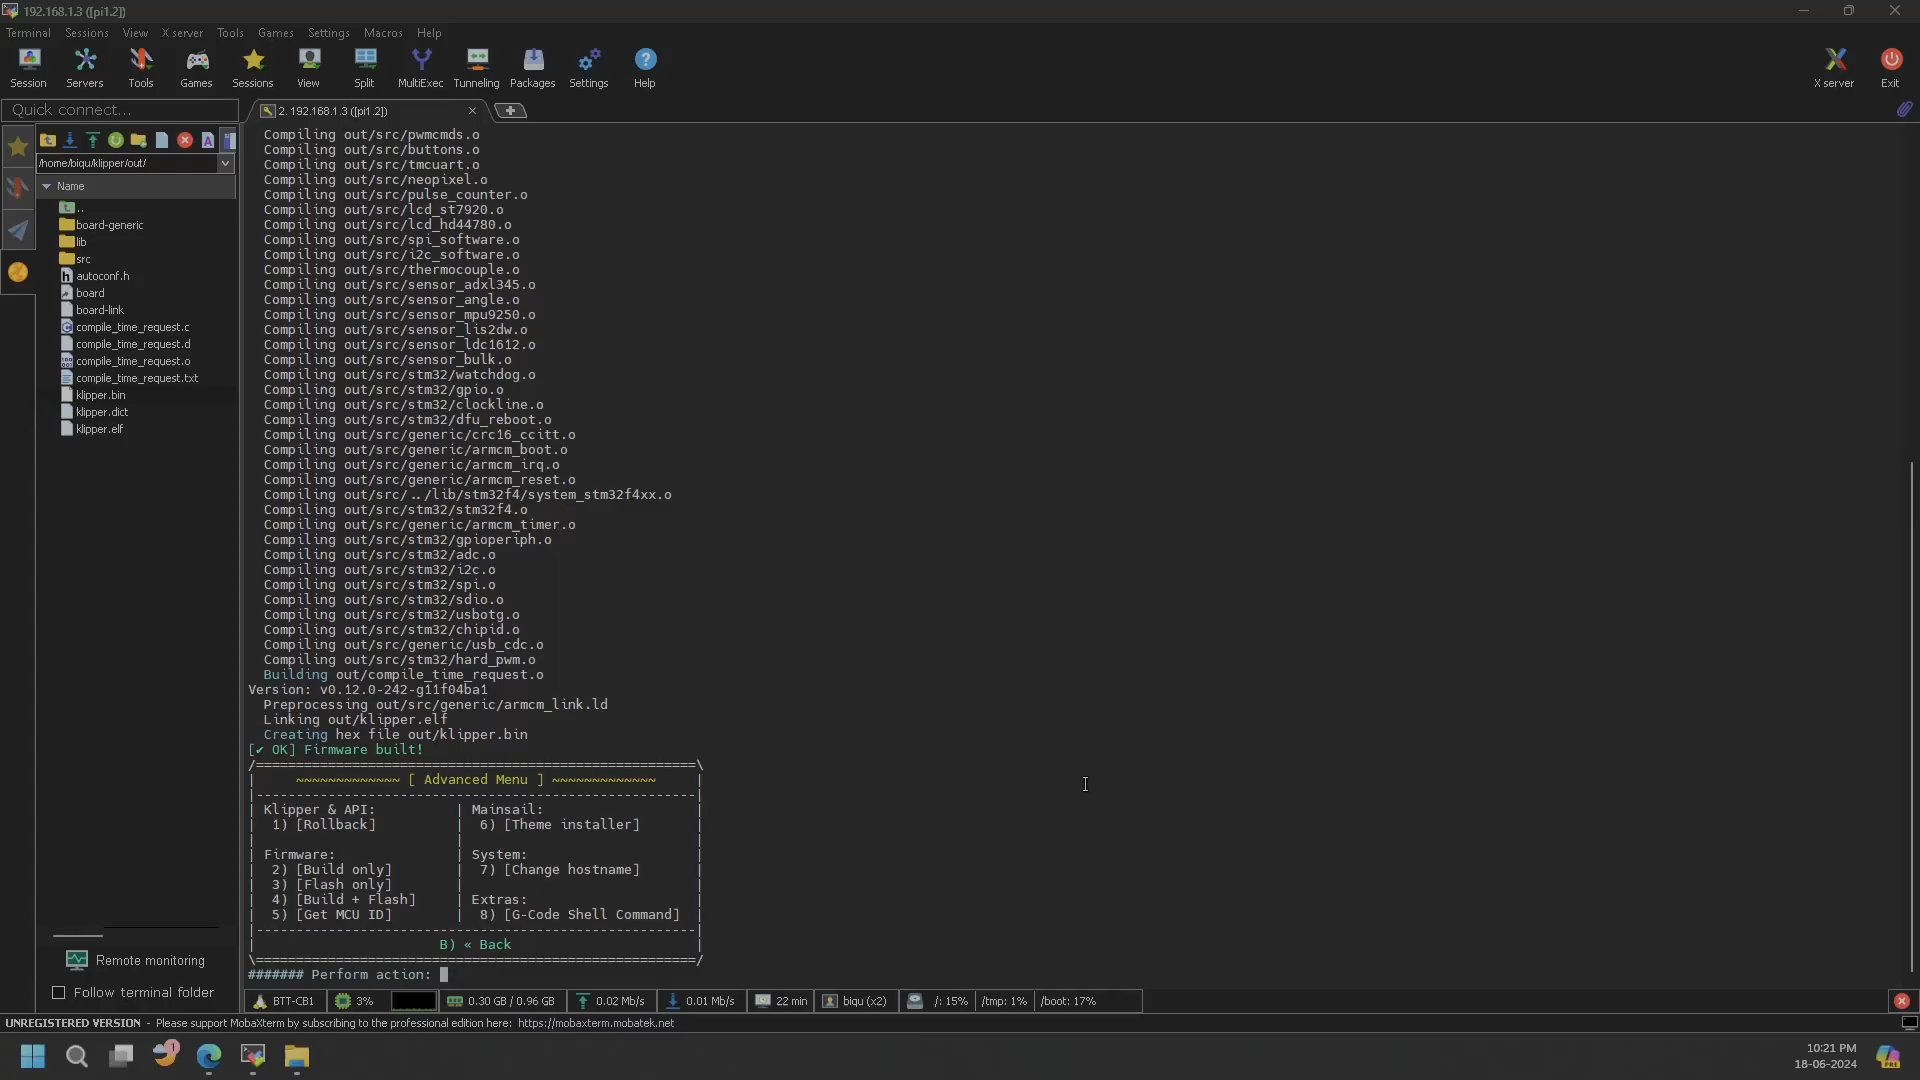 192.168.1.3 ([pi1.2])
Terminal Sessions View X server Tools Games Settings Macros Help
Session Servers Tools Games Sessions View Split MultiExec Tunneling Packages Settings Help X server Exit
Quick connect...
2. 192.168.1.3 ([pi1.2])
/home/biqu/klipper/out/
Name
..
board-generic
lib
src
autoconf.h
board
board-link
compile_time_request.c
compile_time_request.d
compile_time_request.o
compile_time_request.txt
klipper.bin
klipper.dict
klipper.elf
Remote monitoring
Follow terminal folder
Compiling out/src/pwmcmds.o
Compiling out/src/buttons.o
Compiling out/src/tmcuart.o
Compiling out/src/neopixel.o
Compiling out/src/pulse_counter.o
Compiling out/src/lcd_st7920.o
Compiling out/src/lcd_hd44780.o
Compiling out/src/spi_software.o
Compiling out/src/i2c_software.o
Compiling out/src/thermocouple.o
Compiling out/src/sensor_adxl345.o
Compiling out/src/sensor_angle.o
Compiling out/src/sensor_mpu9250.o
Compiling out/src/sensor_lis2dw.o
Compiling out/src/sensor_ldc1612.o
Compiling out/src/sensor_bulk.o
Compiling out/src/stm32/watchdog.o
Compiling out/src/stm32/gpio.o
Compiling out/src/stm32/clockline.o
Compiling out/src/stm32/dfu_reboot.o
Compiling out/src/generic/crc16_ccitt.o
Compiling out/src/generic/armcm_boot.o
Compiling out/src/generic/armcm_irq.o
Compiling out/src/generic/armcm_reset.o
Compiling out/src/../lib/stm32f4/system_stm32f4xx.o
Compiling out/src/stm32/stm32f4.o
Compiling out/src/generic/armcm_timer.o
Compiling out/src/stm32/gpioperiph.o
Compiling out/src/stm32/adc.o
Compiling out/src/stm32/i2c.o
Compiling out/src/stm32/spi.o
Compiling out/src/stm32/sdio.o
Compiling out/src/stm32/usbotg.o
Compiling out/src/stm32/chipid.o
Compiling out/src/generic/usb_cdc.o
Compiling out/src/stm32/hard_pwm.o
Building out/compile_time_request.o
Version: v0.12.0-242-g11f04ba1
Preprocessing out/src/generic/armcm_link.ld
Linking out/klipper.elf
Creating hex file out/klipper.bin
[✔ OK] Firmware built!
/=======================================================\
| ~~~~~~~~~~~~~ [ Advanced Menu ] ~~~~~~~~~~~~~ |
|-------------------------------------------------------|
| Klipper & API: | Mainsail: |
| 1) [Rollback] | 6) [Theme installer] |
| | |
| Firmware: | System: |
| 2) [Build only] | 7) [Change hostname] |
| 3) [Flash only] | |
| 4) [Build + Flash] | Extras: |
| 5) [Get MCU ID] | 8) [G-Code Shell Command] |
|-------------------------------------------------------|
| B) « Back |
\=======================================================/
####### Perform action:
BTT-CB1 3% 0.30 GB / 0.96 GB 0.02 Mb/s 0.01 Mb/s 22 min biqu (x2) /: 15% /tmp: 1% /boot: 17%
UNREGISTERED VERSION - Please support MobaXterm by subscribing to the professional edition here: https://mobaxterm.mobatek.net
1
10:21 PM
18-06-2024
PRE